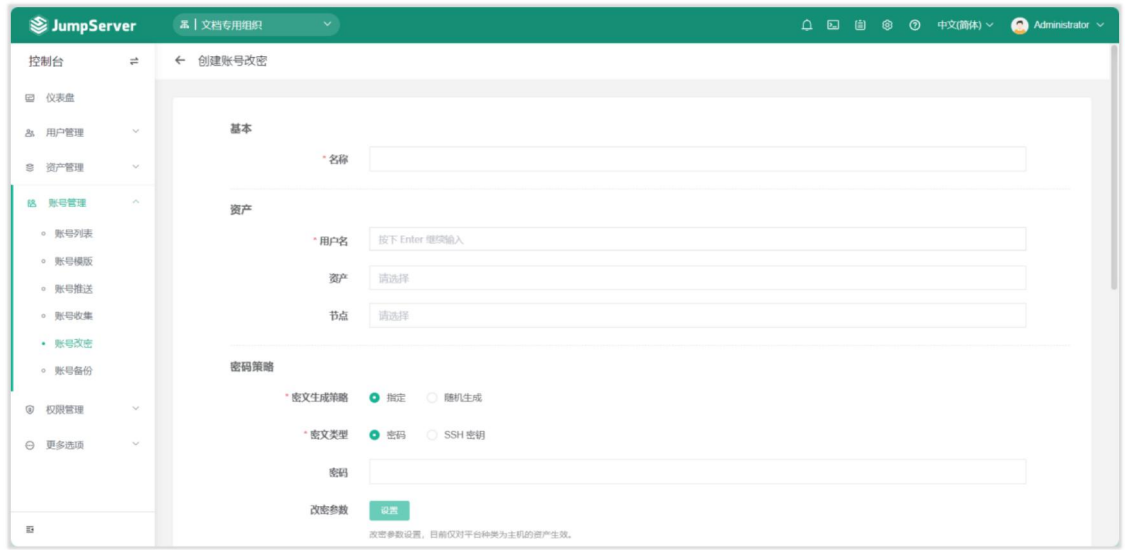 JumpServer
文档专用组织
中文(简体)
Administrator
控制台
创建账号改密
仪表盘
用户管理
资产管理
账号管理
账号列表
账号模版
账号推送
账号收集
账号改密
账号备份
权限管理
更多选项
基本
* 名称
资产
* 用户名
按下 Enter 继续输入
资产
请选择
节点
请选择
密码策略
* 密文生成策略 指定 随机生成
* 密文类型 密码 SSH 密钥
密码
改密参数 设置
改密参数设置，目前仅对平台种类为主机的资产生效。